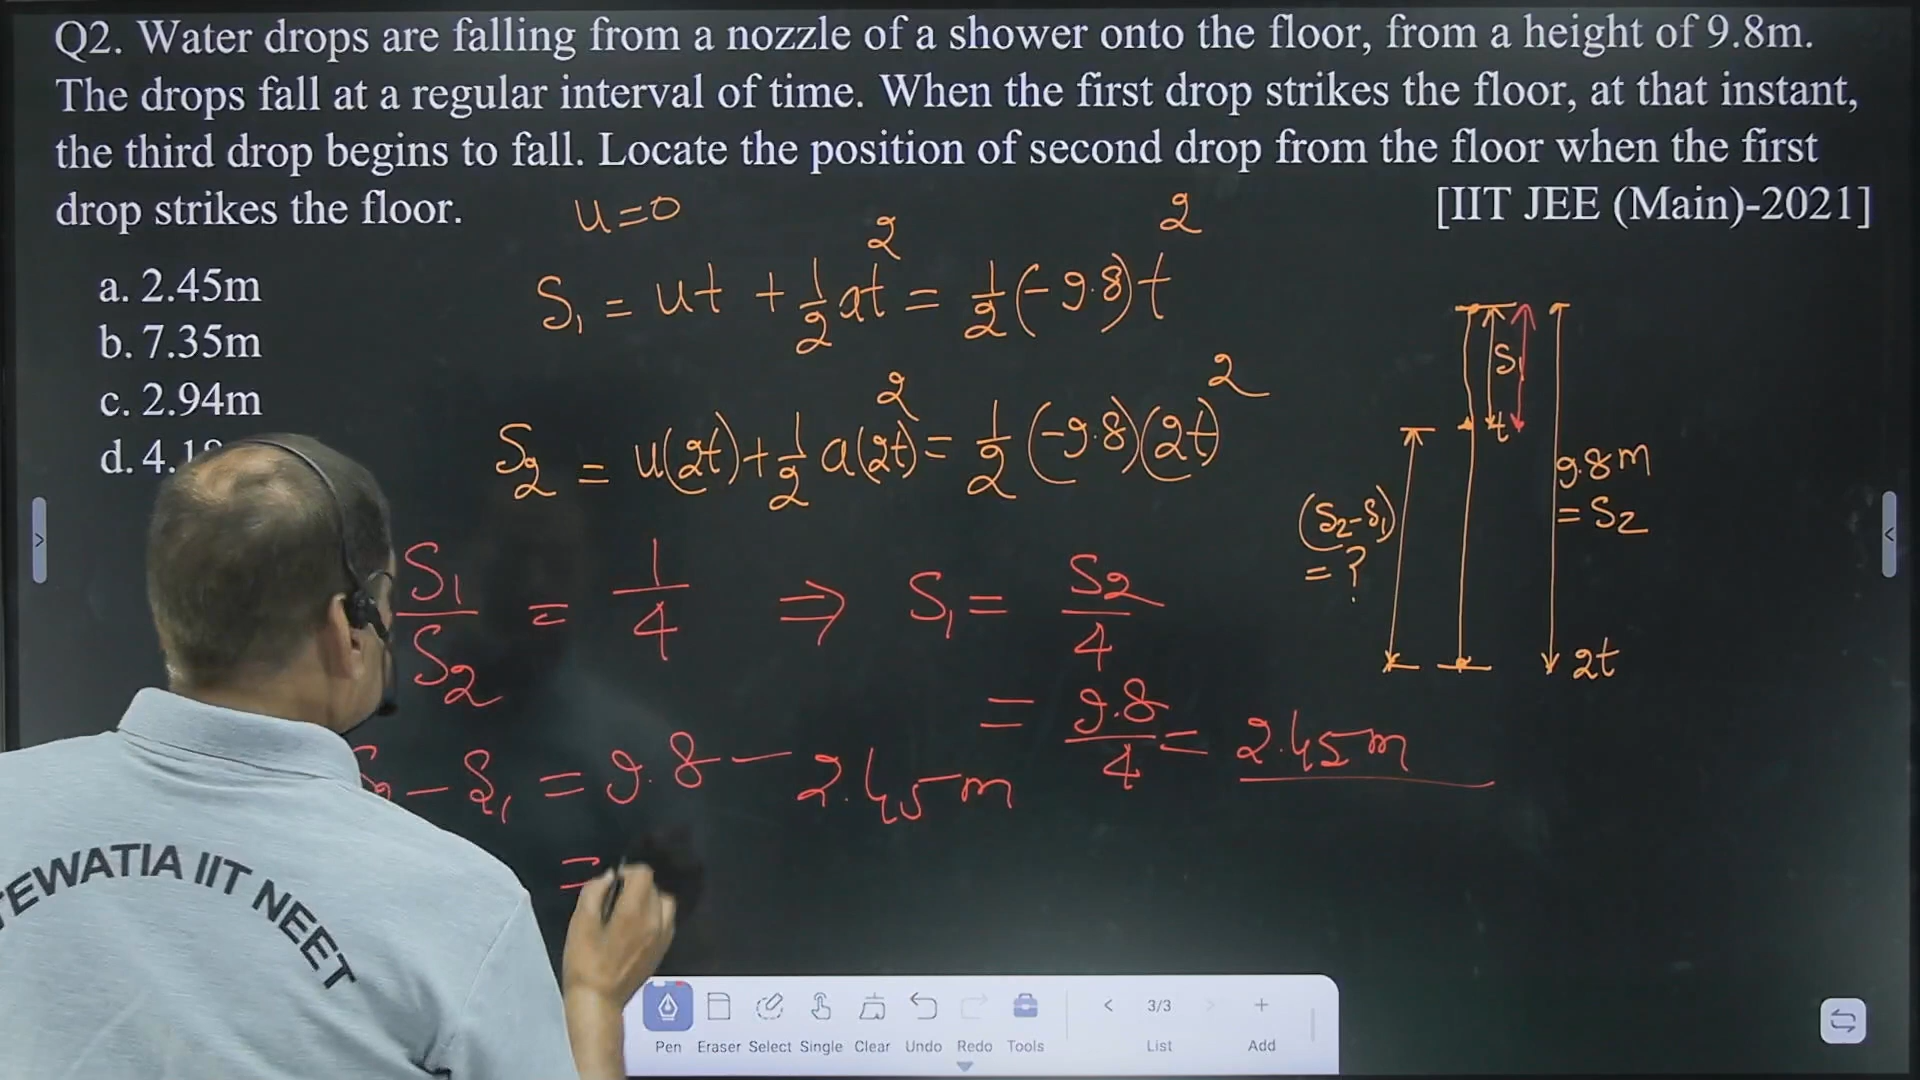 Q2. Water drops are falling from a nozzle of a shower onto the floor, from a height of 9.8m.
The drops fall at a regular interval of time. When the first drop strikes the floor, at that instant,
the third drop begins to fall. Locate the position of second drop from the floor when the first
drop strikes the floor.
[IIT JEE (Main)-2021]
u=0
a. 2.45m
b. 7.35m
c. 2.94m
d. 4.1
S₁ = ut + 1/2 at² = 1/2 (-9.8)t²
S₂ = u(2t) + 1/2 a(2t)² = 1/2 (-9.8)(2t)²
S₁/S₂ = 1/4 ⇒ S₁ = S₂/4
= 9.8/4 = 2.45m
- S₁ = 9.8 - 2.45m
=
S₁
t
9.8m
= S₂
(S₂-S₁)
= ?
2t
TEWATIA IIT NEET
Pen Eraser Select Single Clear Undo Redo Tools
< 3/3 > +
List Add